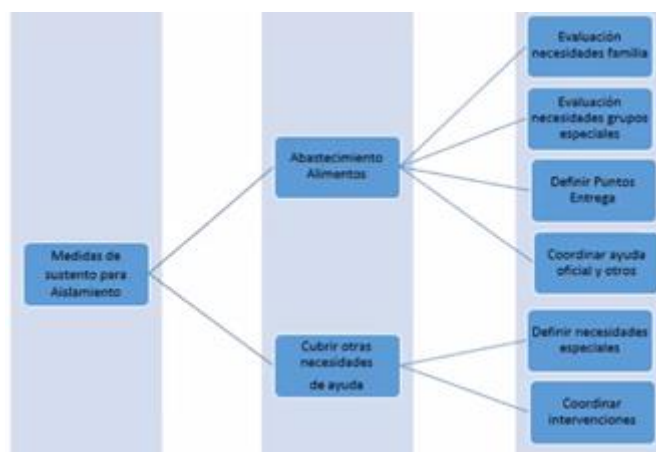 Medidas de
sustento para
Aislamiento
Abastecimiento
Alimentos
Cubrir otras
necesidades
de ayuda
Evaluación
necesidades familia
Evaluación
necesidades grupos
especiales
Definir Puntos
Entrega
Coordinar ayuda
oficial y otros
Definir necesidades
especiales
Coordinar
intervenciones